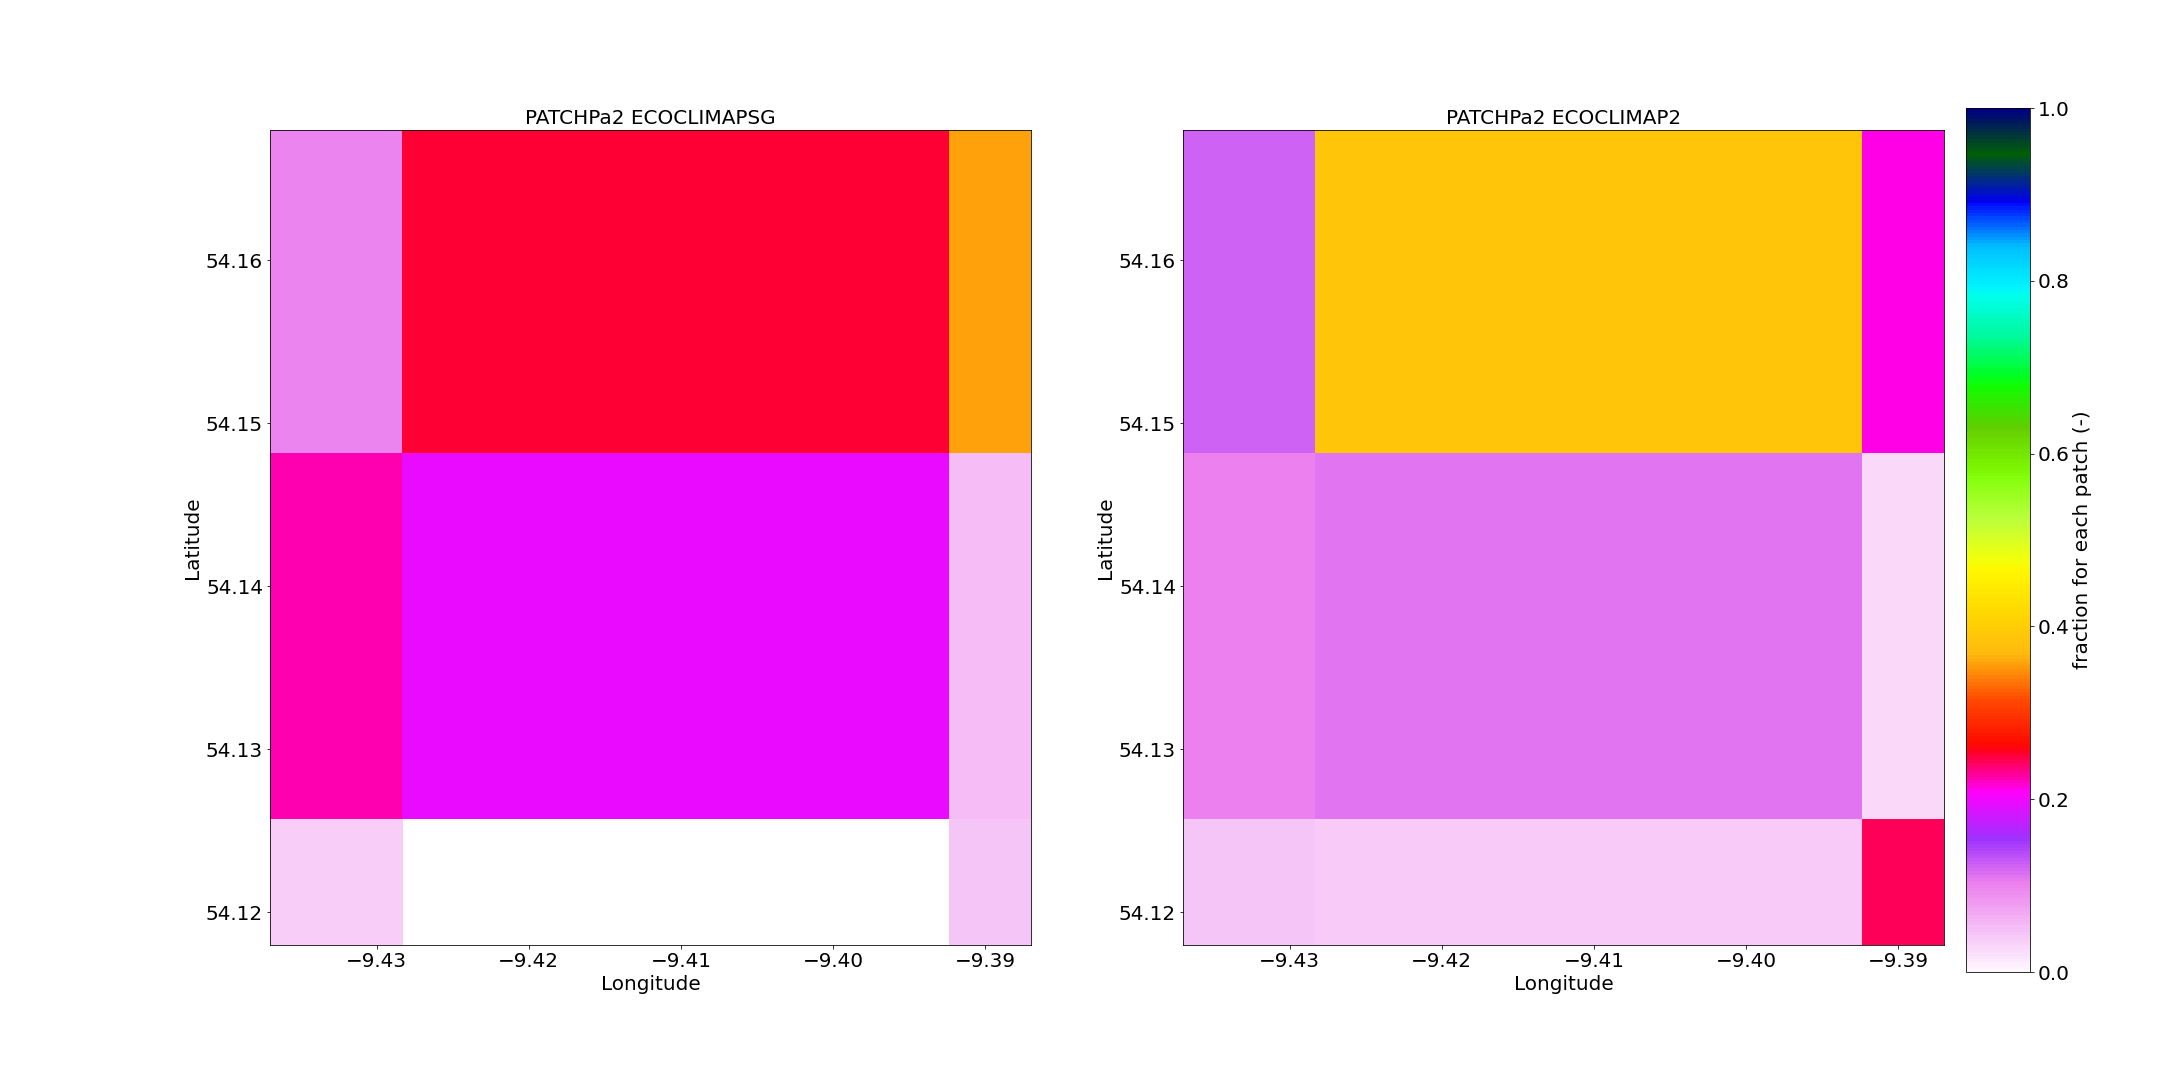 PATCHPa2 ECOCLIMAPSG
54.16
54.15
54.14
54.13
54.12
Latitude
−9.43 −9.42 −9.41 −9.40 −9.39
Longitude
PATCHPa2 ECOCLIMAP2
54.16
54.15
54.14
54.13
54.12
Latitude
−9.43 −9.42 −9.41 −9.40 −9.39
Longitude
1.0
0.8
0.6
0.4
0.2
0.0
fraction for each patch (-)